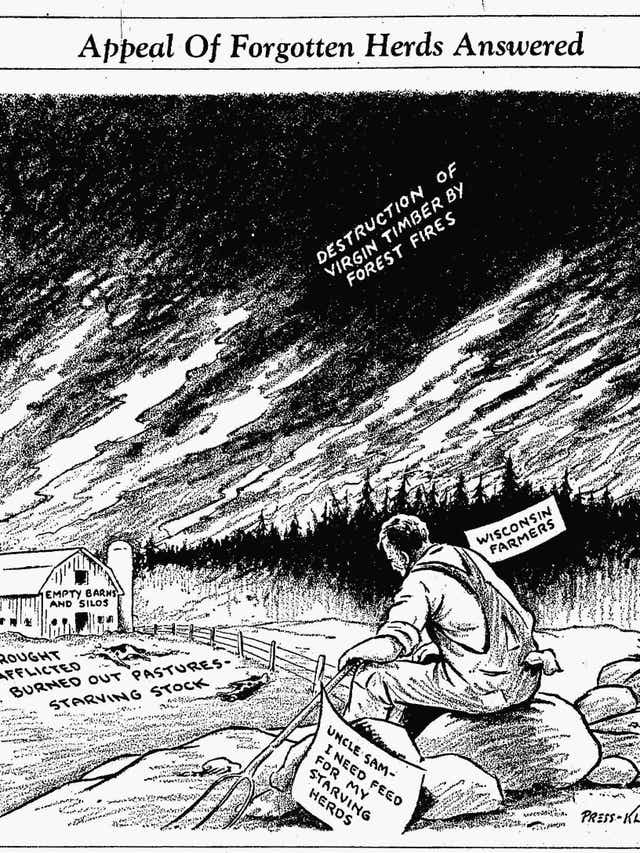 Appeal Of Forgotten Herds Answered
DESTRUCTION OF
VIRGIN TIMBER BY
FOREST FIRES
WISCONSIN
FARMERS
EMPTY BARNS
AND SILOS
ROUGHT
AFFLICTED
BURNED OUT PASTURES-
STARVING STOCK
UNCLE SAM-
I NEED FEED
FOR MY
STARVING
HERDS
PRESS-KL